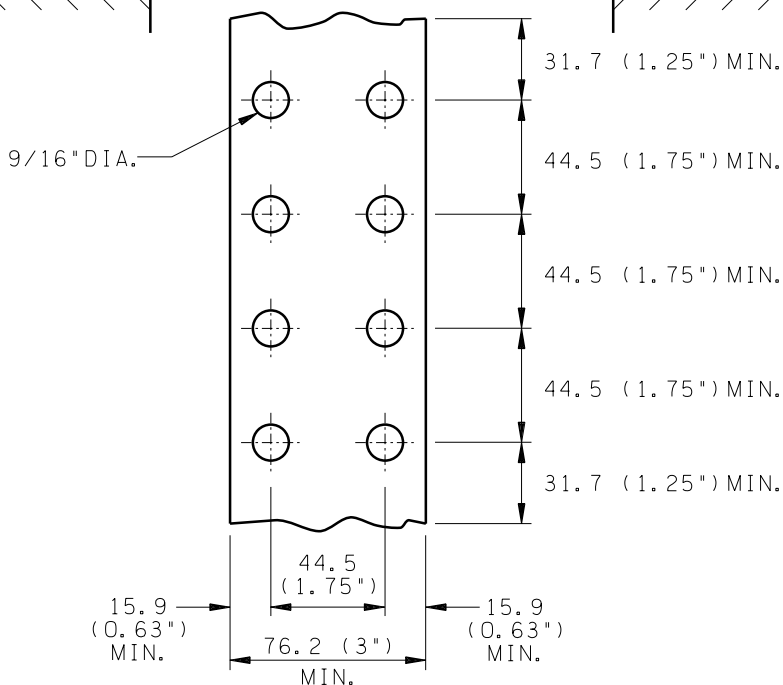 31.7 (1.25") MIN.
9/16" DIA.
44.5 (1.75") MIN.
44.5 (1.75") MIN.
44.5 (1.75") MIN.
31.7 (1.25") MIN.
44.5
(1.75")
15.9
(0.63")
MIN.
15.9
(0.63")
MIN.
76.2 (3")
MIN.